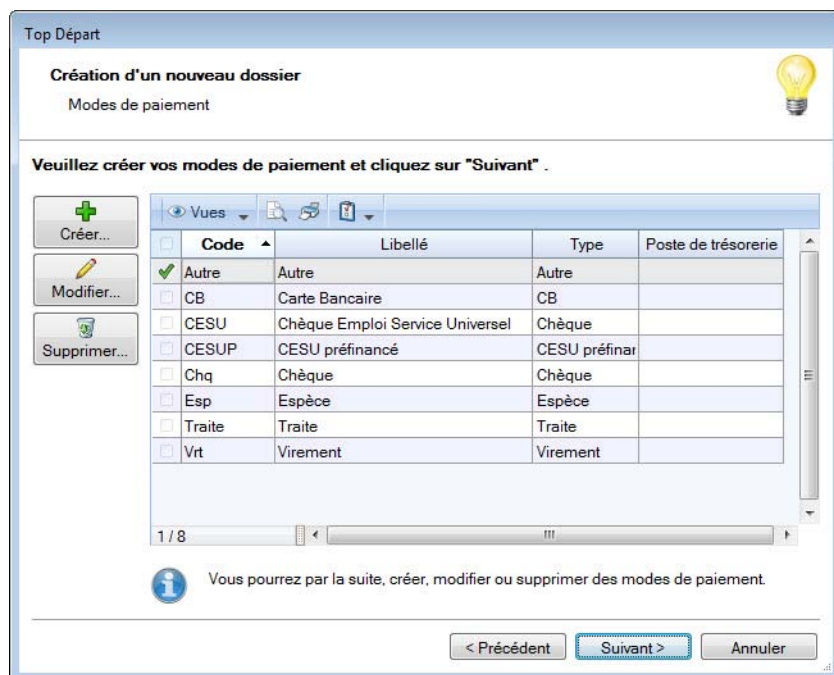 Top Départ
Création d'un nouveau dossier
Modes de paiement
Veuillez créer vos modes de paiement et cliquez sur "Suivant" .
Créer...
Modifier...
Supprimer...
Vues
Code Libellé Type Poste de trésorerie
Autre Autre Autre
CB Carte Bancaire CB
CESU Chèque Emploi Service Universel Chèque
CESUP CESU préfinancé CESU préfinar
Chq Chèque Chèque
Esp Espèce Espèce
Traite Traite Traite
Vrt Virement Virement
1 / 8
Vous pourrez par la suite, créer, modifier ou supprimer des modes de paiement.
< Précédent Suivant > Annuler